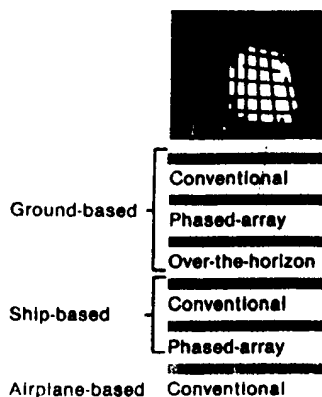 Conventional
Ground-based
Phased-array
Over-the-horizon
Ship-based
Conventional
Phased-array
Airplane-based Conventional